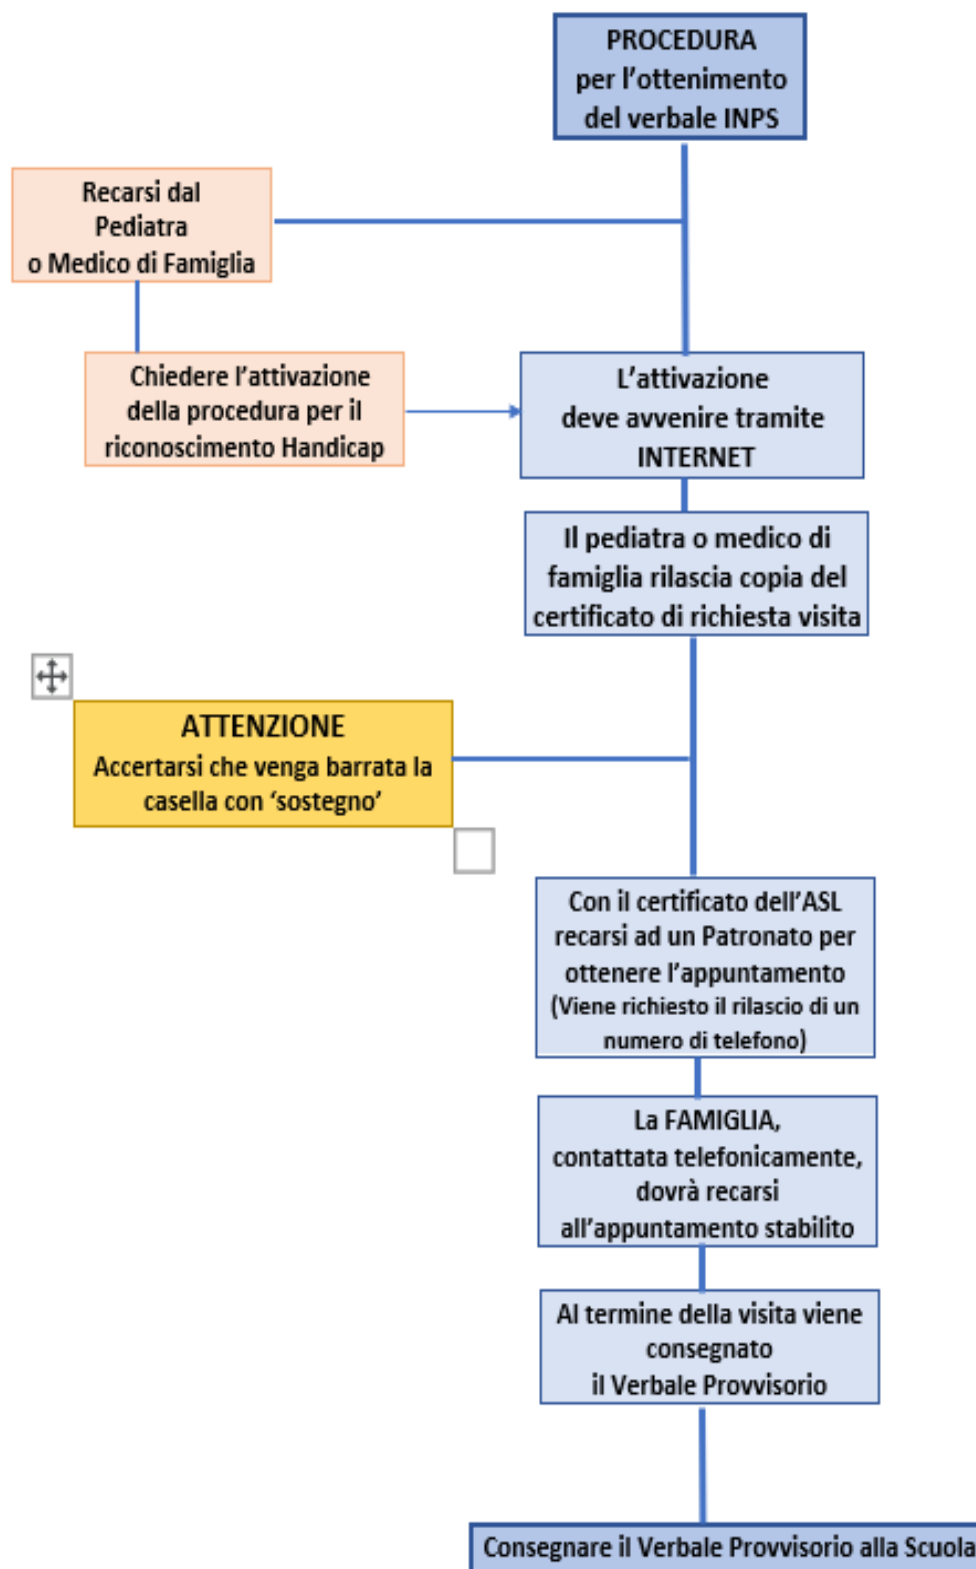 PROCEDURA
per l'ottenimento
del verbale INPS
Recarsi dal
Pediatra
o Medico di Famiglia
Chiedere l'attivazione
della procedura per il
riconoscimento Handicap
L'attivazione
deve avvenire tramite
INTERNET
Il pediatra o medico di
famiglia rilascia copia del
certificato di richiesta visita
ATTENZIONE
Accertarsi che venga barrata la
casella con ‘sostegno’
Con il certificato dell'ASL
recarsi ad un Patronato per
ottenere l'appuntamento
(Viene richiesto il rilascio di un
numero di telefono)
La FAMIGLIA,
contattata telefonicamente,
dovrà recarsi
all'appuntamento stabilito
Al termine della visita viene
consegnato
il Verbale Provvisorio
Consegnare il Verbale Provvisorio alla Scuola